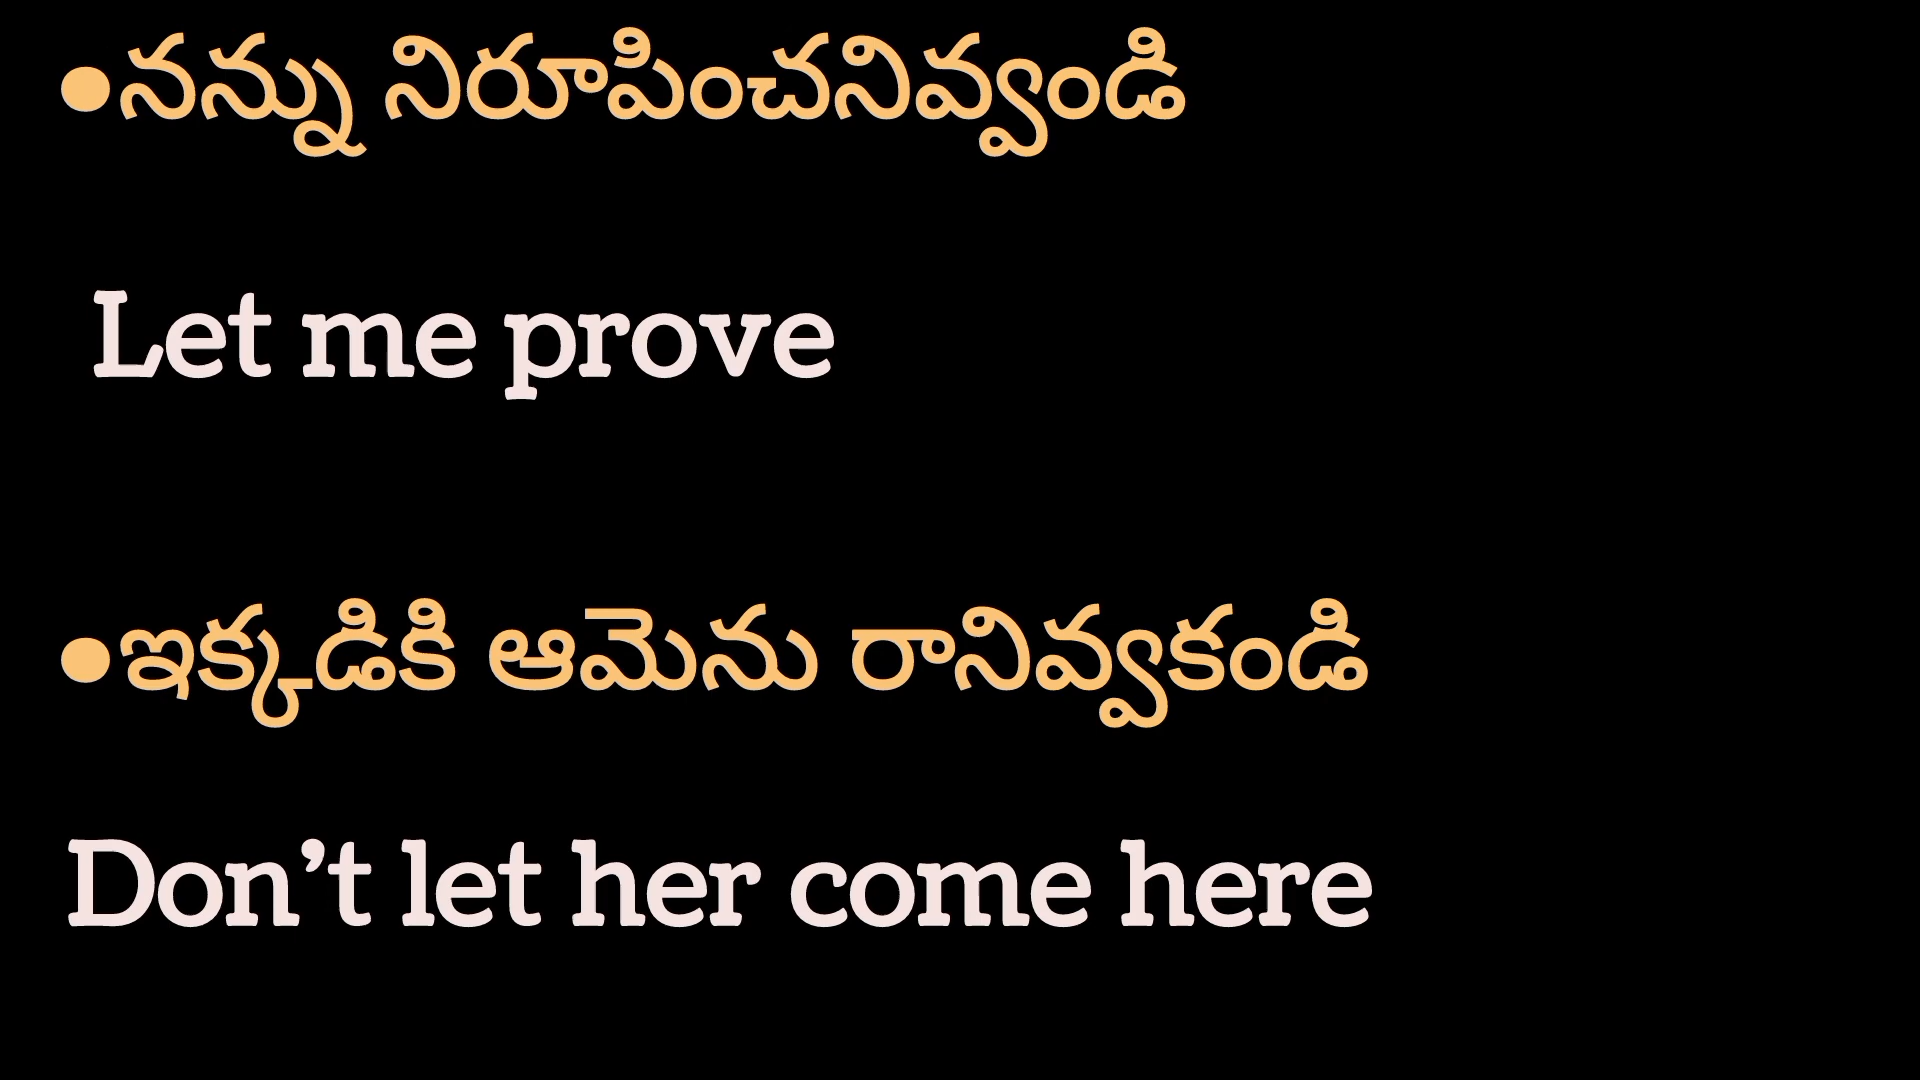 ●నన్ను నిరూపించనివ్వండి
Let me prove
●ఇక్కడికి ఆమెను రానివ్వకండి
Don’t let her come here